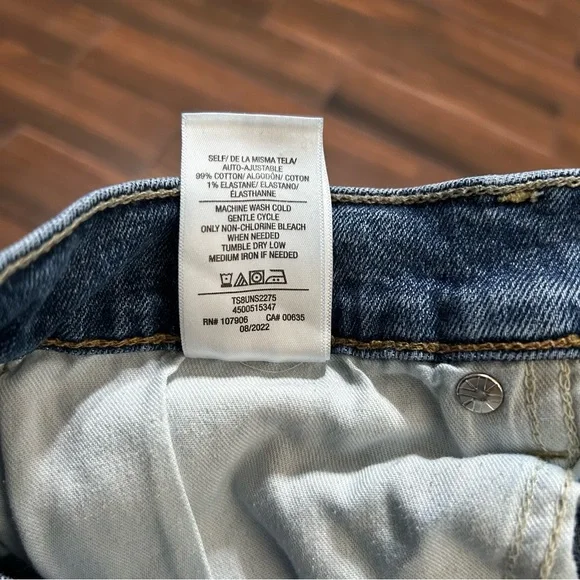 SELF/ DE LA MISMA TELA/
AUTO-AJUSTABLE
99% COTTON/ ALGODÓN/ COTON
1% ELASTANE/ ELASTANO/
ÉLASTHANNE
MACHINE WASH COLD
GENTLE CYCLE
ONLY NON-CHLORINE BLEACH
WHEN NEEDED
TUMBLE DRY LOW
MEDIUM IRON IF NEEDED
TS8UNS2275
4500515347
RN# 107906 CA# 00635
08/2022